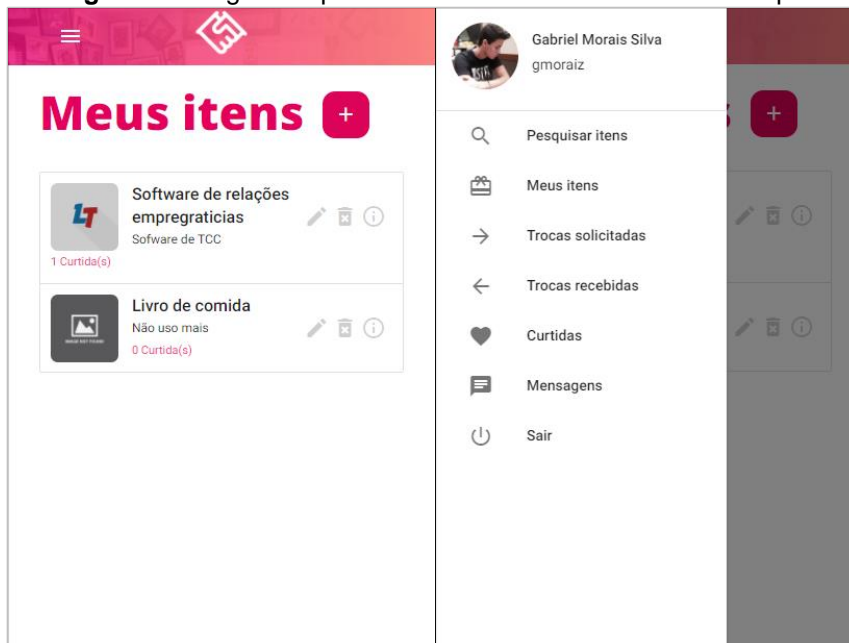 Meus itens +
Software de relações
empregraticias
Sofware de TCC
1 Curtida(s)
Livro de comida
Não uso mais
0 Curtida(s)
Gabriel Morais Silva
gmoraiz
Pesquisar itens
Meus itens
Trocas solicitadas
Trocas recebidas
Curtidas
Mensagens
Sair